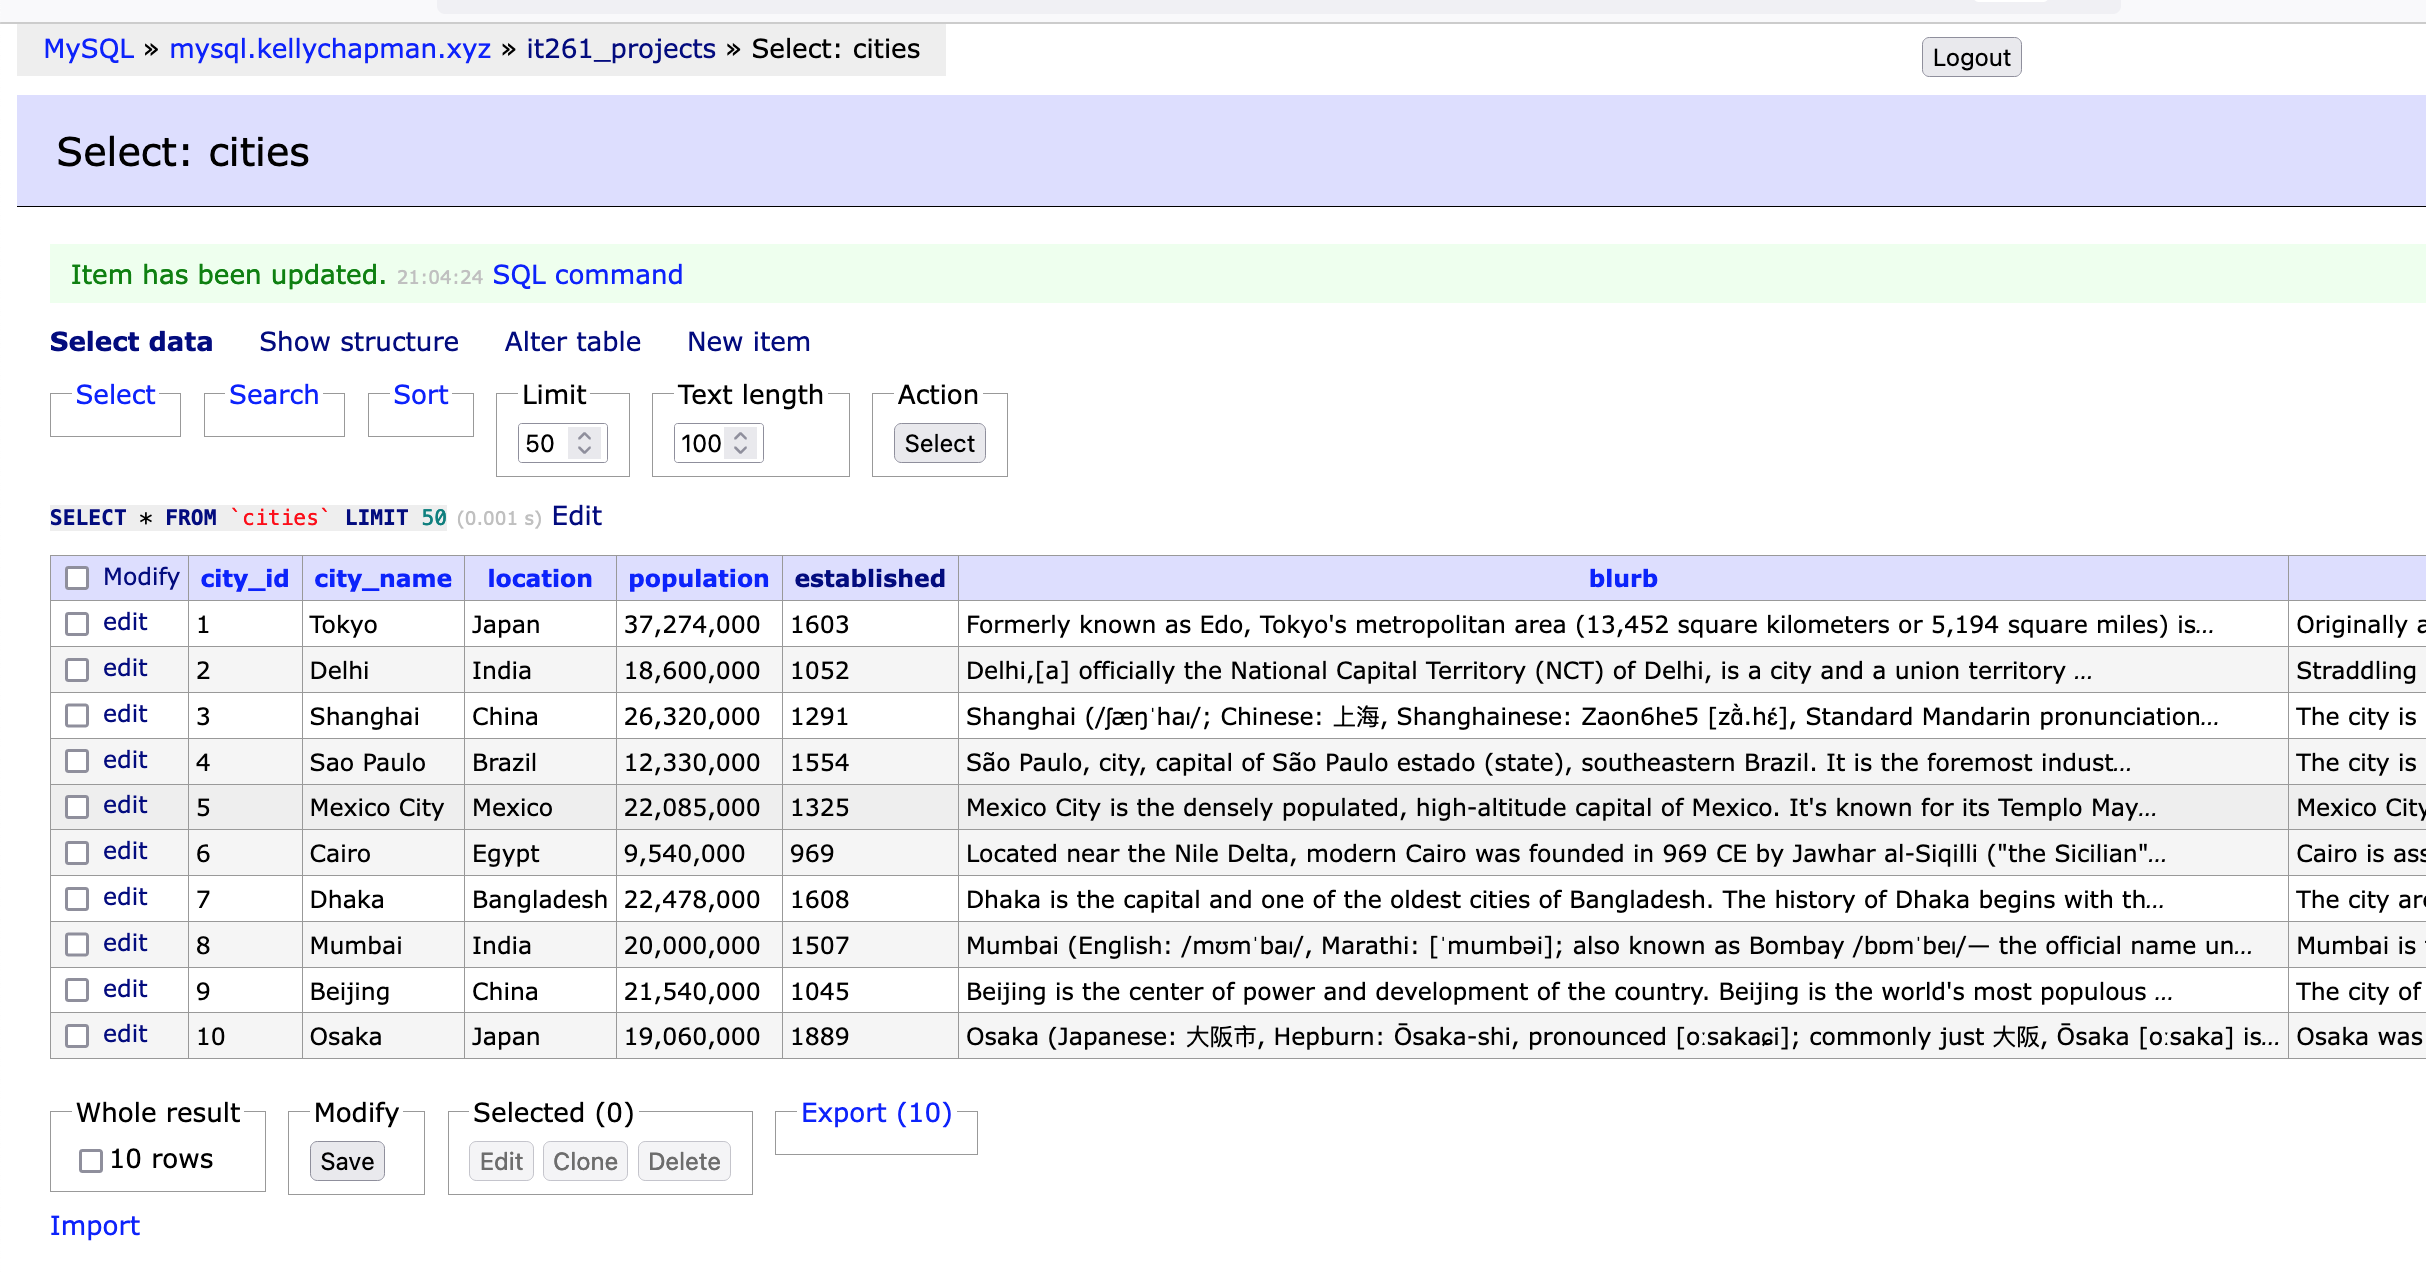 MySQL » mysql.kellychapman.xyz » it261_projects » Select: cities
Logout
Select: cities
Item has been updated. 21:04:24 SQL command
Select data Show structure Alter table New item
Select Search Sort Limit Text length Action
50 100 Select
SELECT * FROM `cities` LIMIT 50 (0.001 s) Edit
Modify city_id city_name location population established blurb
edit 1 Tokyo Japan 37,274,000 1603 Formerly known as Edo, Tokyo's metropolitan area (13,452 square kilometers or 5,194 square miles) is... Originally
edit 2 Delhi India 18,600,000 1052 Delhi,[a] officially the National Capital Territory (NCT) of Delhi, is a city and a union territory ... Straddling
edit 3 Shanghai China 26,320,000 1291 Shanghai (/ʃæŋˈhaɪ/; Chinese: 上海, Shanghainese: Zaon6he5 [zɑ̃̀.hɛ́], Standard Mandarin pronunciation... The city is
edit 4 Sao Paulo Brazil 12,330,000 1554 São Paulo, city, capital of São Paulo estado (state), southeastern Brazil. It is the foremost indust... The city is
edit 5 Mexico City Mexico 22,085,000 1325 Mexico City is the densely populated, high-altitude capital of Mexico. It's known for its Templo May... Mexico City
edit 6 Cairo Egypt 9,540,000 969 Located near the Nile Delta, modern Cairo was founded in 969 CE by Jawhar al-Siqilli ("the Sicilian"... Cairo is
edit 7 Dhaka Bangladesh 22,478,000 1608 Dhaka is the capital and one of the oldest cities of Bangladesh. The history of Dhaka begins with th... The city
edit 8 Mumbai India 20,000,000 1507 Mumbai (English: /mʊmˈbaɪ/, Marathi: [ˈmumbəi]; also known as Bombay /bɒmˈbeɪ/— the official name un... Mumbai is
edit 9 Beijing China 21,540,000 1045 Beijing is the center of power and development of the country. Beijing is the world's most populous ... The city of
edit 10 Osaka Japan 19,060,000 1889 Osaka (Japanese: 大阪市, Hepburn: Ōsaka-shi, pronounced [oːsakaɕi]; commonly just 大阪, Ōsaka [oːsaka] is... Osaka was
Whole result Modify Selected (0) Export (10)
10 rows Save Edit Clone Delete
Import